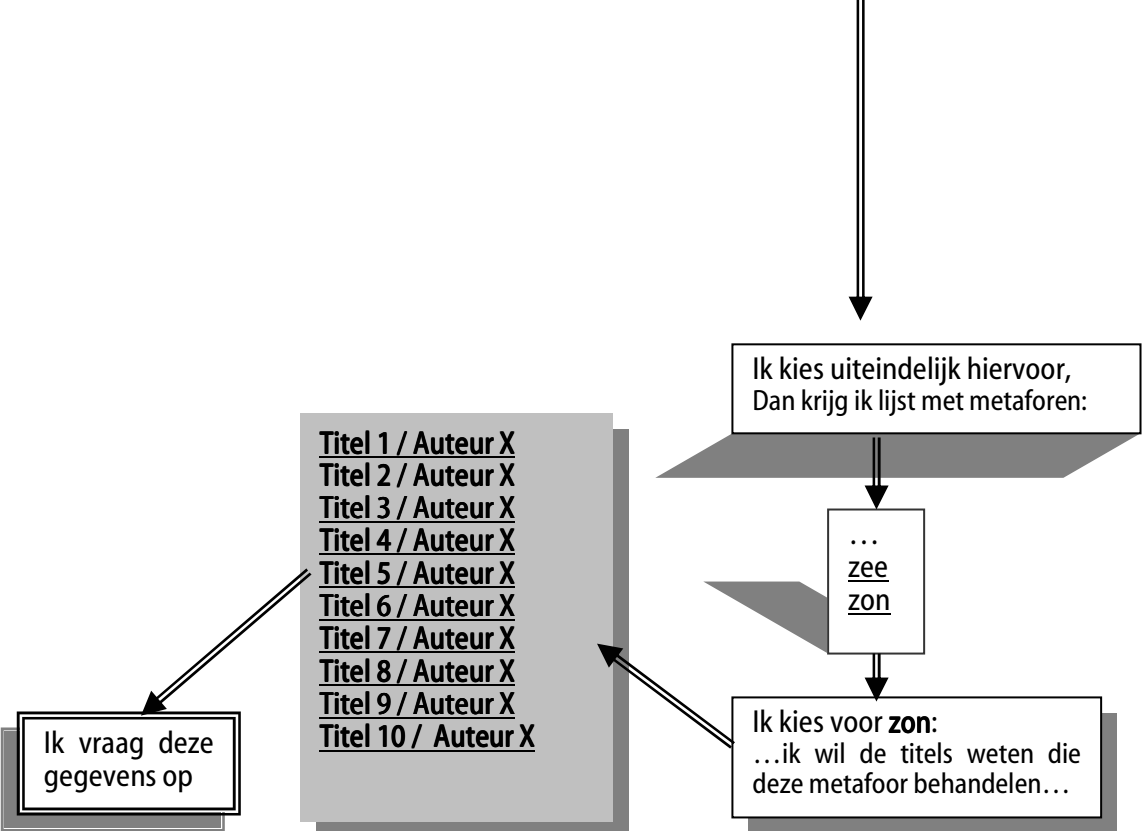 Ik kies uiteindelijk hiervoor,
Dan krijg ik lijst met metaforen:
…
zee
zon
Ik kies voor zon:
…ik wil de titels weten die
deze metafoor behandelen…
Titel 1 / Auteur X
Titel 2 / Auteur X
Titel 3 / Auteur X
Titel 4 / Auteur X
Titel 5 / Auteur X
Titel 6 / Auteur X
Titel 7 / Auteur X
Titel 8 / Auteur X
Titel 9 / Auteur X
Titel 10 / Auteur X
Ik vraag deze
gegevens op